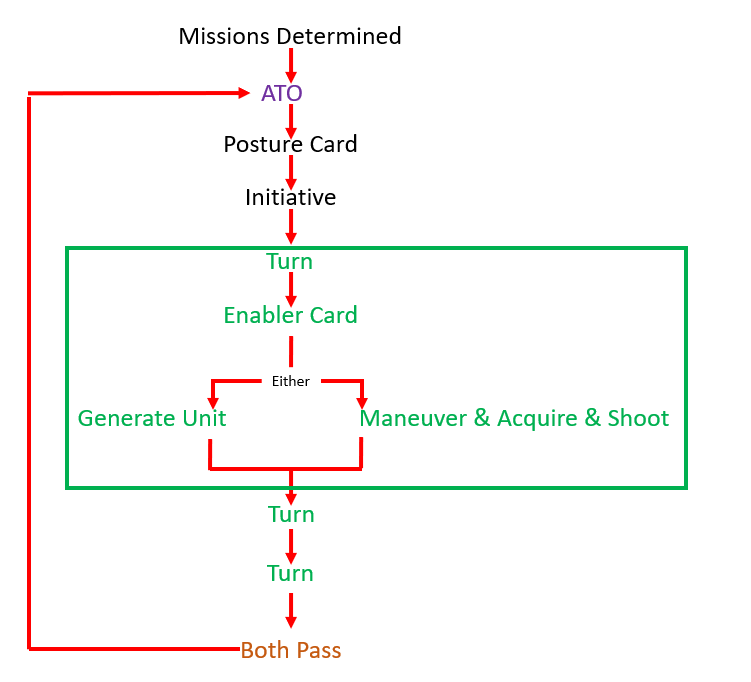 Missions Determined
ATO
Posture Card
Initiative
Turn
Enabler Card
Either
Generate Unit
Maneuver & Acquire & Shoot
Turn
Turn
Both Pass